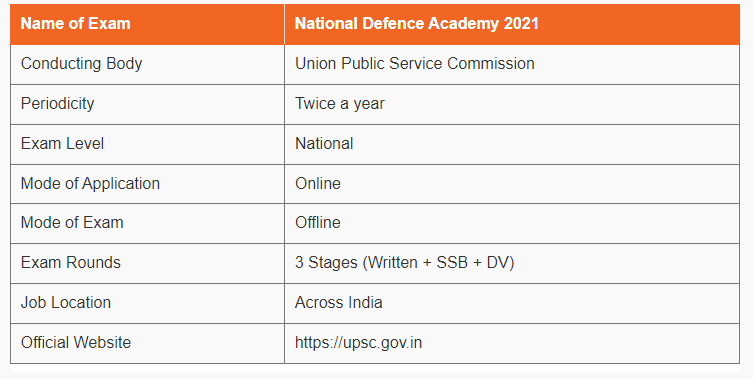 Name of Exam National Defence Academy 2021
Conducting Body Union Public Service Commission
Periodicity Twice a year
Exam Level National
Mode of Application Online
Mode of Exam Offline
Exam Rounds 3 Stages (Written + SSB + DV)
Job Location Across India
Official Website https://upsc.gov.in